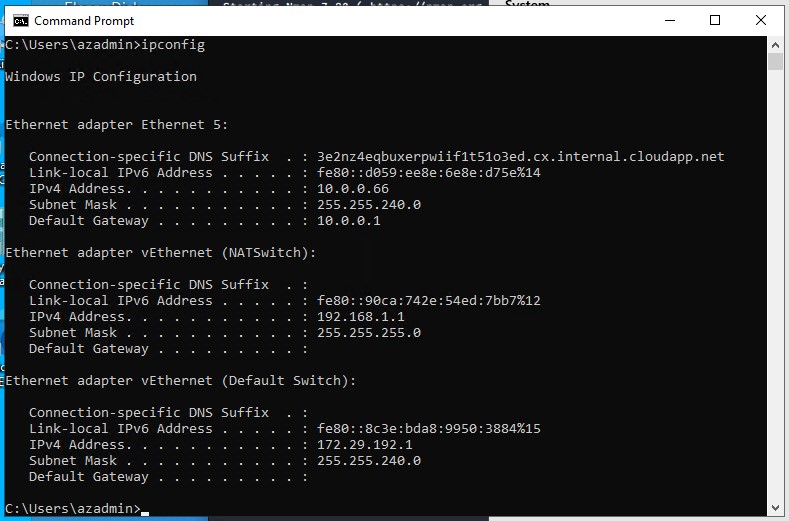 Command Prompt
C:\Users\azadmin>ipconfig
Windows IP Configuration
Ethernet adapter Ethernet 5:
Connection-specific DNS Suffix  . : 3e2nz4eqbuxerpwiif1t51o3ed.cx.internal.cloudapp.net
Link-local IPv6 Address . . . . . : fe80::d059:ee8e:6e8e:d75e%14
IPv4 Address. . . . . . . . . . . : 10.0.0.66
Subnet Mask . . . . . . . . . . . : 255.255.240.0
Default Gateway . . . . . . . . . : 10.0.0.1
Ethernet adapter vEthernet (NATSwitch):
Connection-specific DNS Suffix  . :
Link-local IPv6 Address . . . . . : fe80::90ca:742e:54ed:7bb7%12
IPv4 Address. . . . . . . . . . . : 192.168.1.1
Subnet Mask . . . . . . . . . . . : 255.255.255.0
Default Gateway . . . . . . . . . :
Ethernet adapter vEthernet (Default Switch):
Connection-specific DNS Suffix  . :
Link-local IPv6 Address . . . . . : fe80::8c3e:bda8:9950:3884%15
IPv4 Address. . . . . . . . . . . : 172.29.192.1
Subnet Mask . . . . . . . . . . . : 255.255.240.0
Default Gateway . . . . . . . . . :
C:\Users\azadmin>